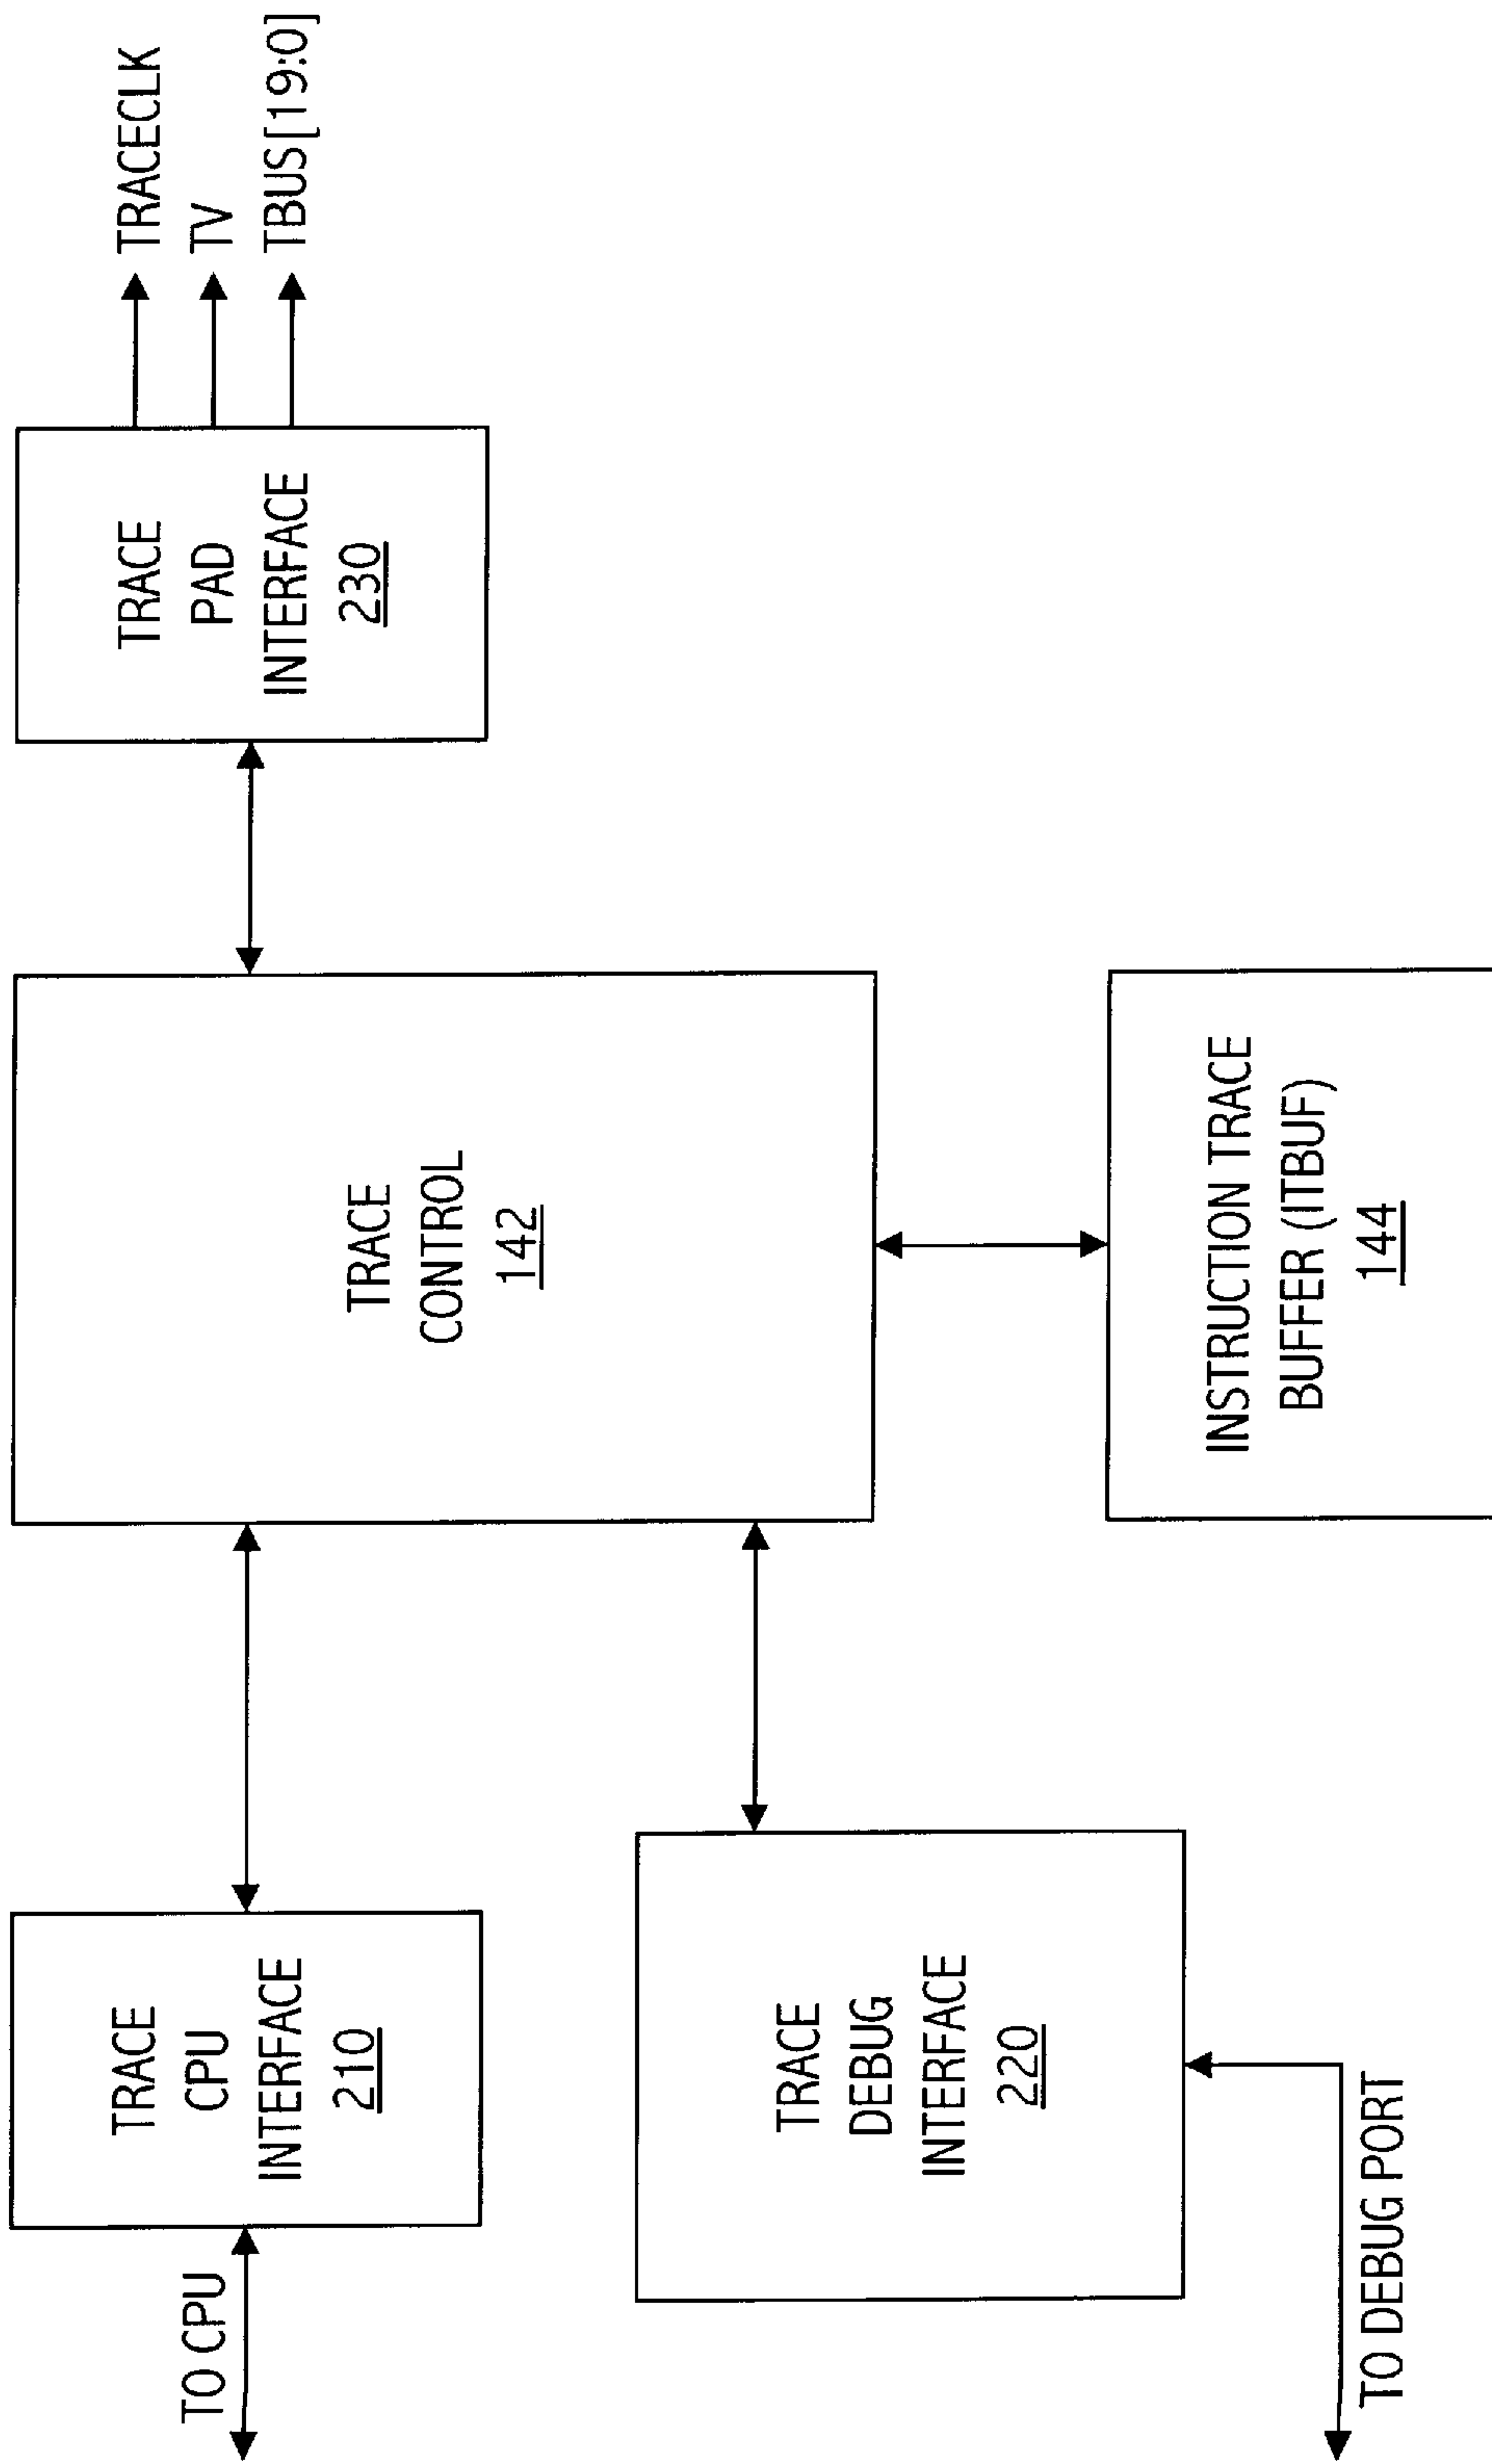 TO CPU
TRACE
CPU
INTERFACE
210
TRACE
CONTROL
142
TRACE
PAD
INTERFACE
230
TRACECLK
TV
TBUS[19:0]
TRACE
DEBUG
INTERFACE
220
TO DEBUG PORT
INSTRUCTION TRACE
BUFFER (ITBUF)
144